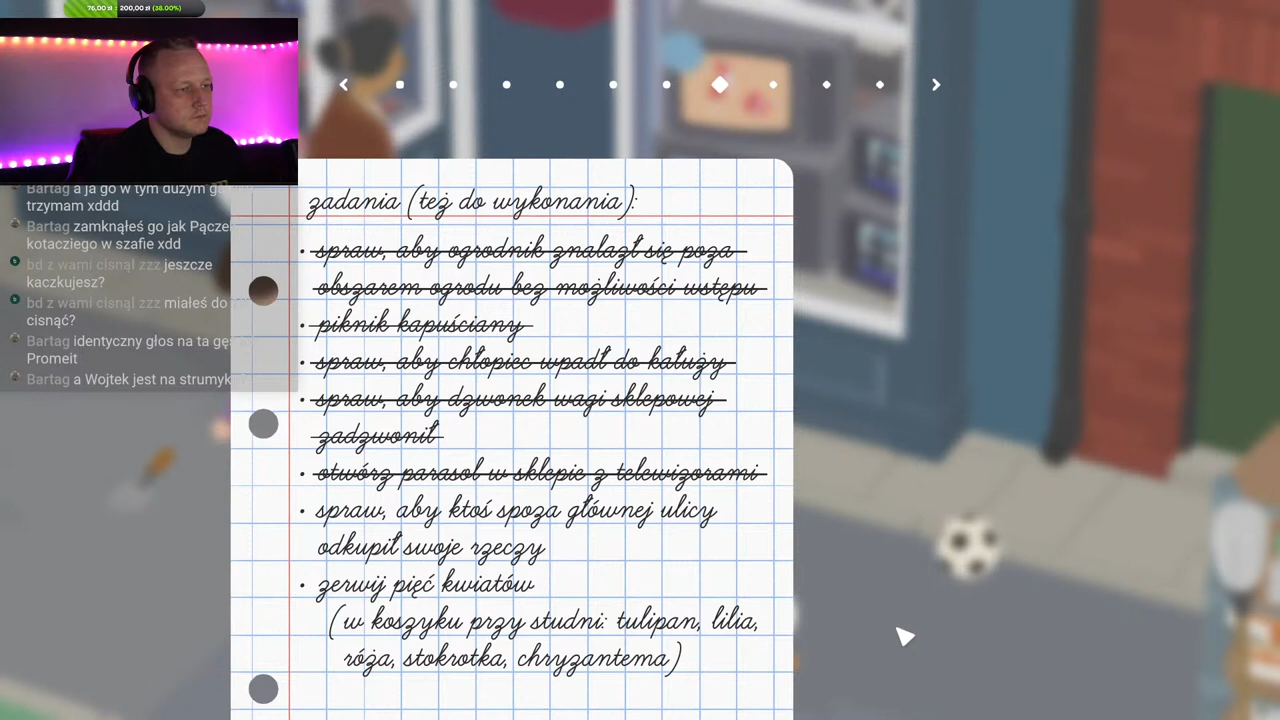 76,00 zł : 200,00 zł (38.00%)
Bartag a ja go w tym dużym
trzymam xddd
Bartag zamknąłeś go jak Pącze
kotacziego w szafie xdd
bd z wami cisnął zzz jeszcze
kaczkujesz?
bd z wami cisnął zzz miałeś do
cisnąć?
Bartag identyczny głos na ta
Promeit
Bartag a Wojtek jest na
zadania (też do wykonania):
• spraw, aby ogrodnik znalazł się poza
obszarem ogrodu bez możliwości wstępu
• piknik kapuściany
• spraw, aby chłopiec wpadł do kałuży
• spraw, aby dzwonek wagi sklepowej
zadzwonił
• otwórz parasol w sklepie z telewizorami
• spraw, aby ktoś spoza głównej ulicy
odkupił swoje rzeczy
• zerwij pięć kwiatów
(w koszyku przy studni: tulipan, lilia,
róża, stokrotka, chryzantema)